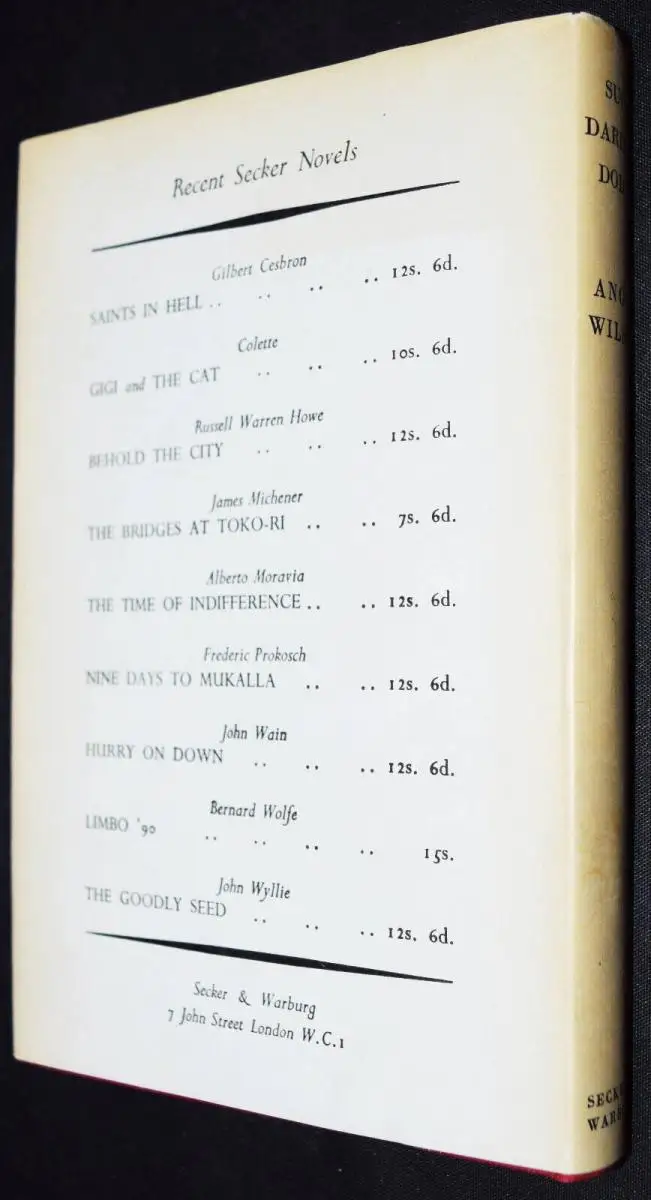 Recent Secker Novels
Gilbert Cesbron
SAINTS IN HELL .. .. .. .. 12s. 6d.
Colette
GIGI and THE CAT .. .. .. 10s. 6d.
Russell Warren Howe
BEHOLD THE CITY .. .. .. 12s. 6d.
James Michener
THE BRIDGES AT TOKO-RI .. .. 7s. 6d.
Alberto Moravia
THE TIME OF INDIFFERENCE .. .. 12s. 6d.
Frederic Prokosch
NINE DAYS TO MUKALLA .. .. 12s. 6d.
John Wain
HURRY ON DOWN .. .. .. 12s. 6d.
Bernard Wolfe
LIMBO '90 .. .. .. .. 15s.
John Wyllie
THE GOODLY SEED .. .. .. 12s. 6d.
Secker & Warburg
7 John Street London W.C.1